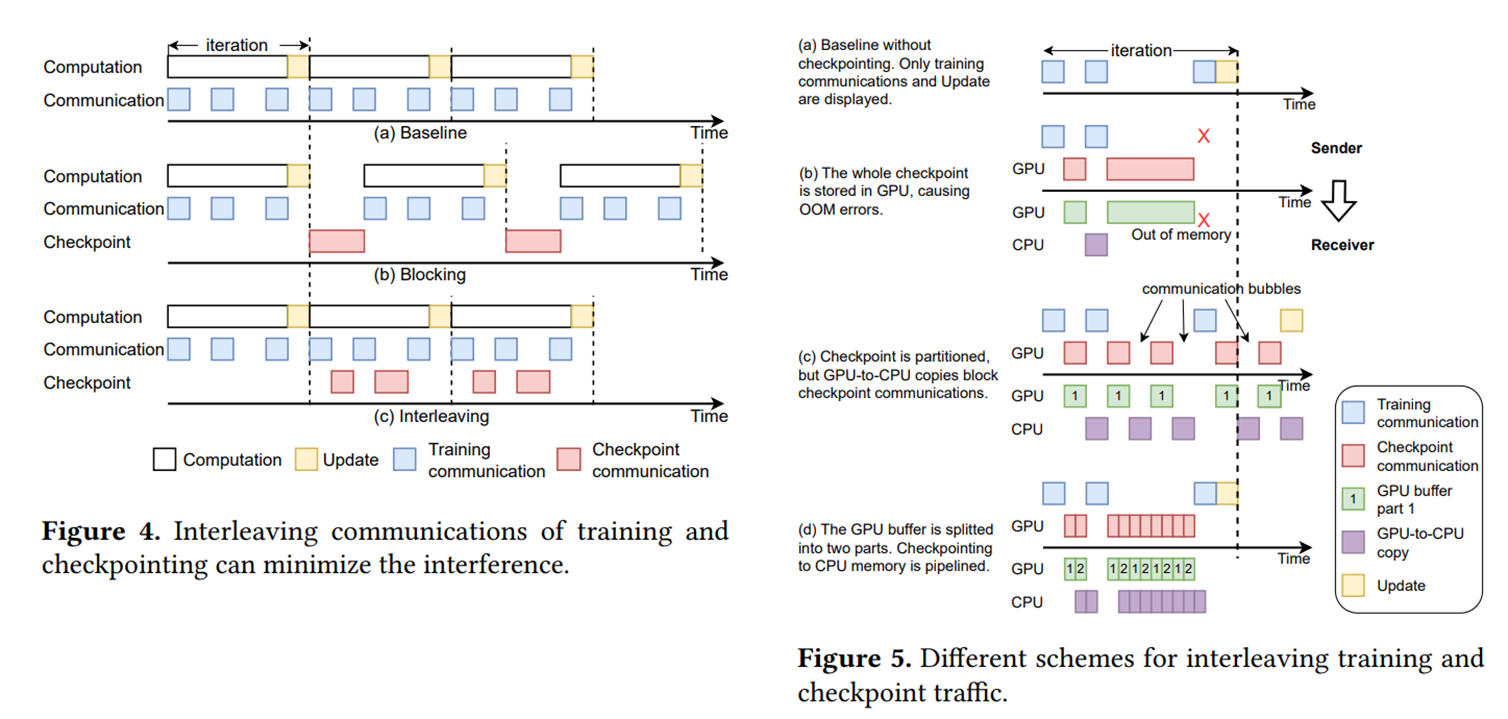 iteration
Computation
Communication
(a) Baseline
Time
Computation
Communication
Checkpoint
(b) Blocking
Time
Computation
Communication
Checkpoint
(c) Interleaving
Time
Computation
Update
Training
communication
Checkpoint
communication
Figure 4. Interleaving communications of training and
checkpointing can minimize the interference.
(a) Baseline without
checkpointing. Only training
communications and Update
are displayed.
iteration
Time
(b) The whole checkpoint
is stored in GPU, causing
OOM errors.
X
GPU
Time
GPU
X
CPU
Out of memory
Sender
Receiver
communication bubbles
(c) Checkpoint is partitioned,
but GPU-to-CPU copies block
checkpoint communications.
GPU
Time
GPU
1 1 1 1 1
CPU
(d) The GPU buffer is splitted
into two parts. Checkpointing
to CPU memory is pipelined.
GPU
Time
GPU
1 2 1 2 1 2 1 2 1 2
CPU
Training
communication
Checkpoint
communication
1
GPU buffer
part 1
GPU-to-CPU
copy
Update
Figure 5. Different schemes for interleaving training and
checkpoint traffic.